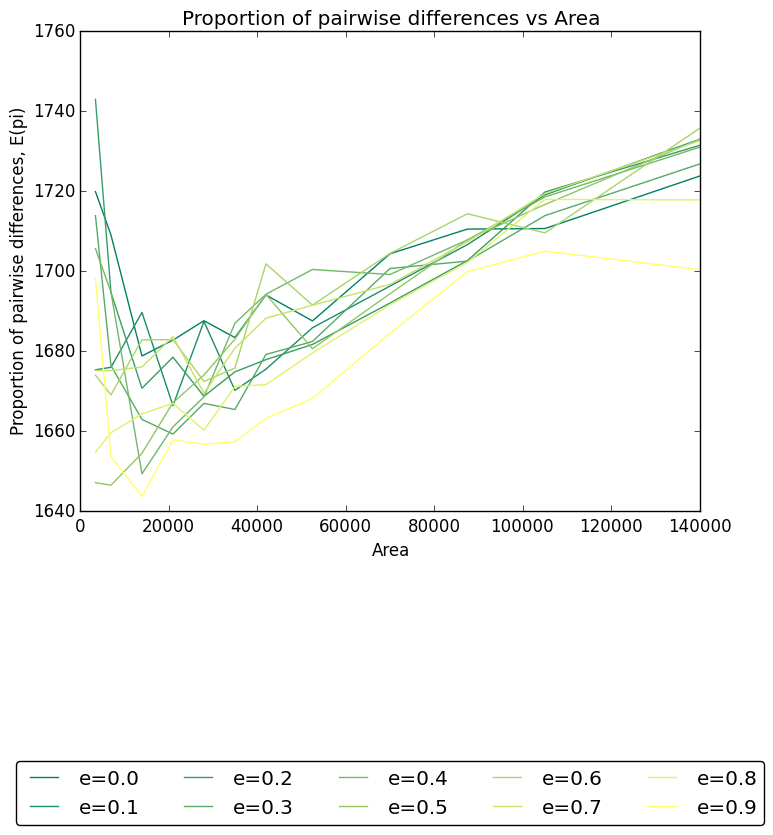 Proportion of pairwise differences vs Area
1760
1740
1720
1700
1680
1660
1640
Proportion of pairwise differences, E(pi)
0 20000 40000 60000 80000 100000 120000 140000
Area
e=0.0 e=0.2 e=0.4 e=0.6 e=0.8
e=0.1 e=0.3 e=0.5 e=0.7 e=0.9